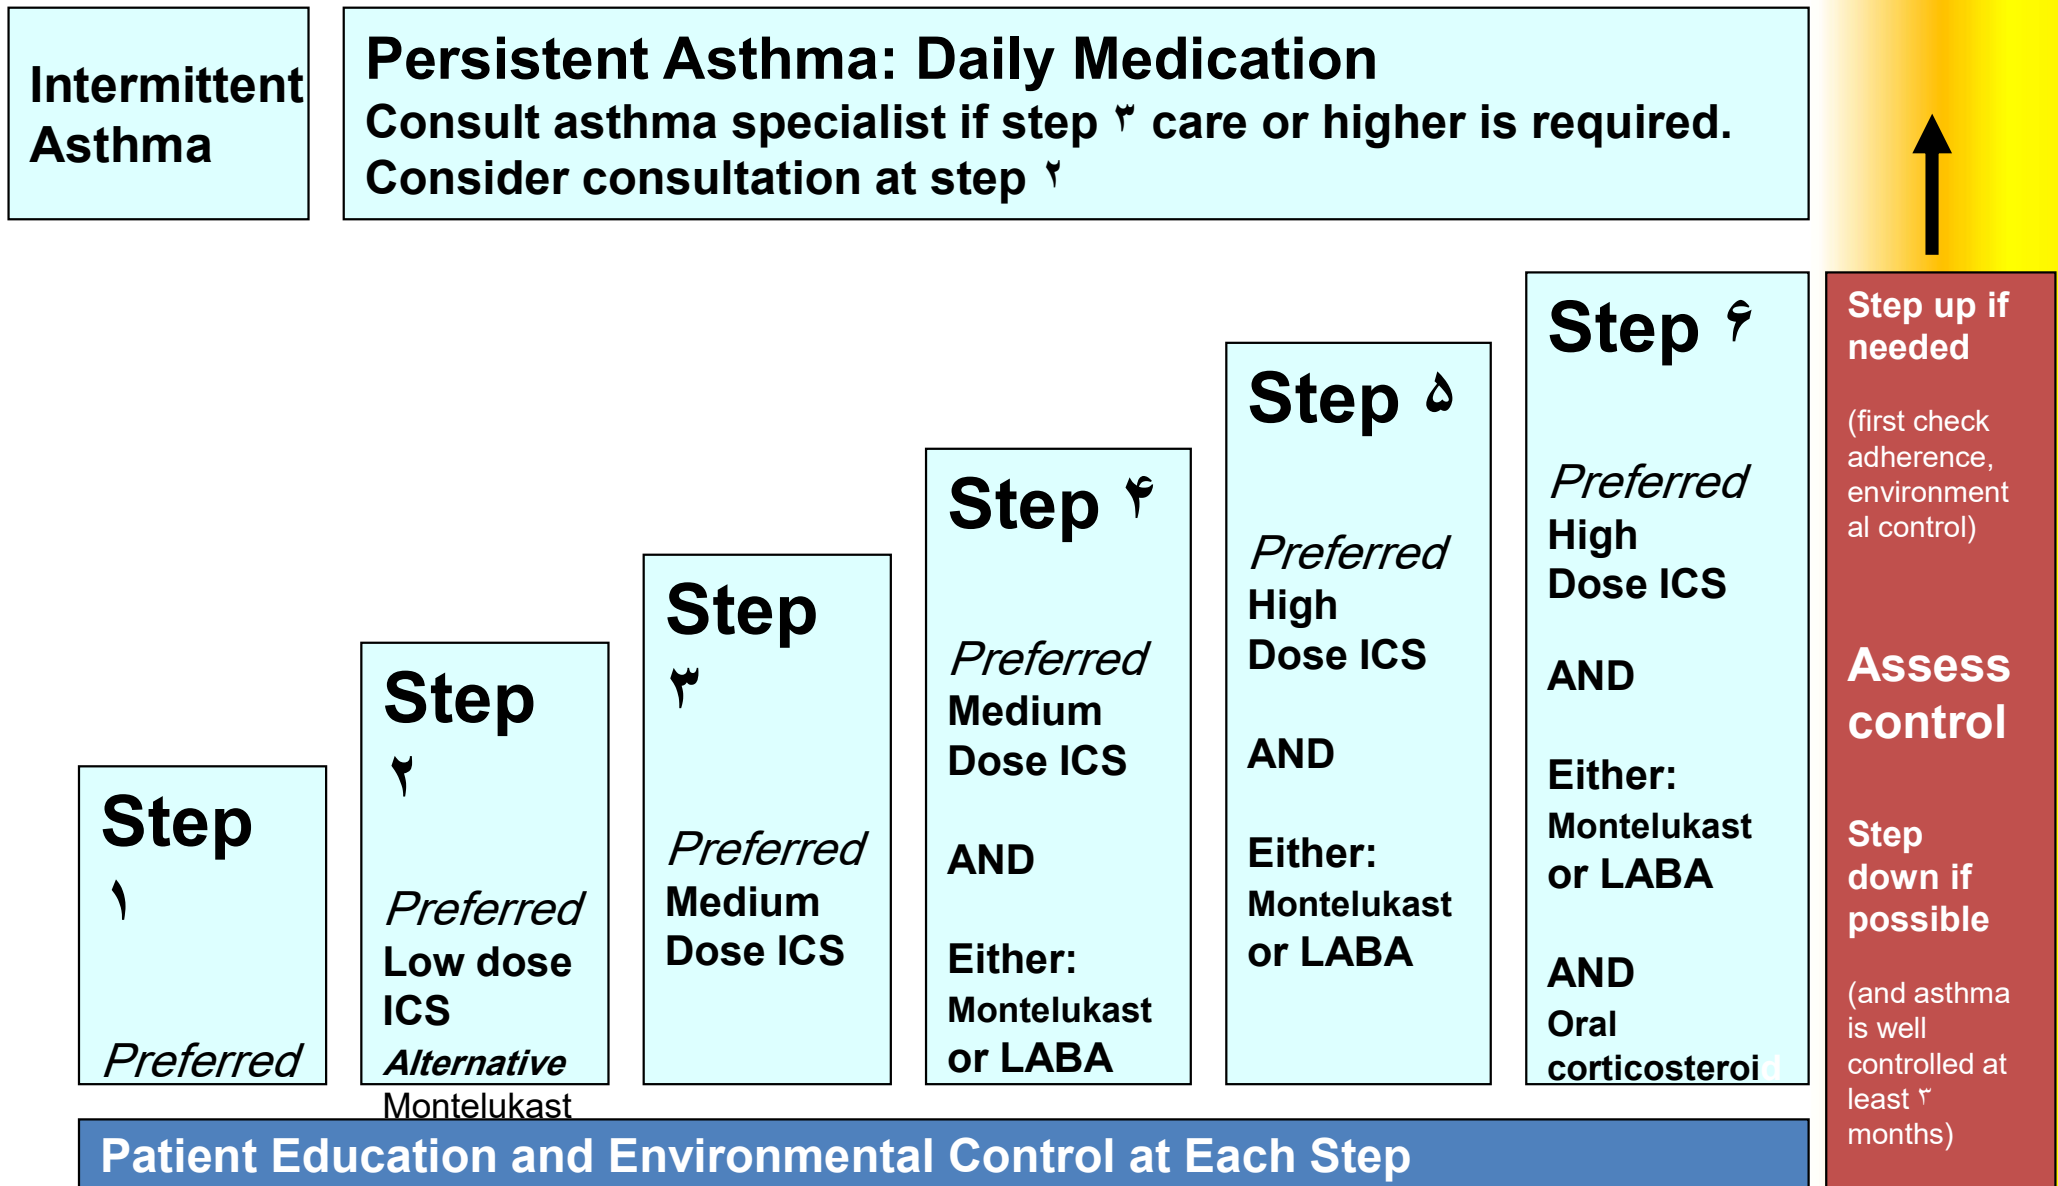 Intermittent
Asthma
Persistent Asthma: Daily Medication
Consult asthma specialist if step ۳ care or higher is required.
Consider consultation at step ۲
Step
۱
Preferred
Step
۲
Preferred
Low dose
ICS
Alternative
Montelukast
Step
۳
Preferred
Medium
Dose ICS
Step ۴
Preferred
Medium
Dose ICS
AND
Either:
Montelukast
or LABA
Step ۵
Preferred
High
Dose ICS
AND
Either:
Montelukast
or LABA
Step ۶
Preferred
High
Dose ICS
AND
Either:
Montelukast
or LABA
AND
Oral
corticosteroid
Step up if
needed
(first check
adherence,
environment
al control)
Assess
control
Step
down if
possible
(and asthma
is well
controlled at
least ۳
months)
Patient Education and Environmental Control at Each Step